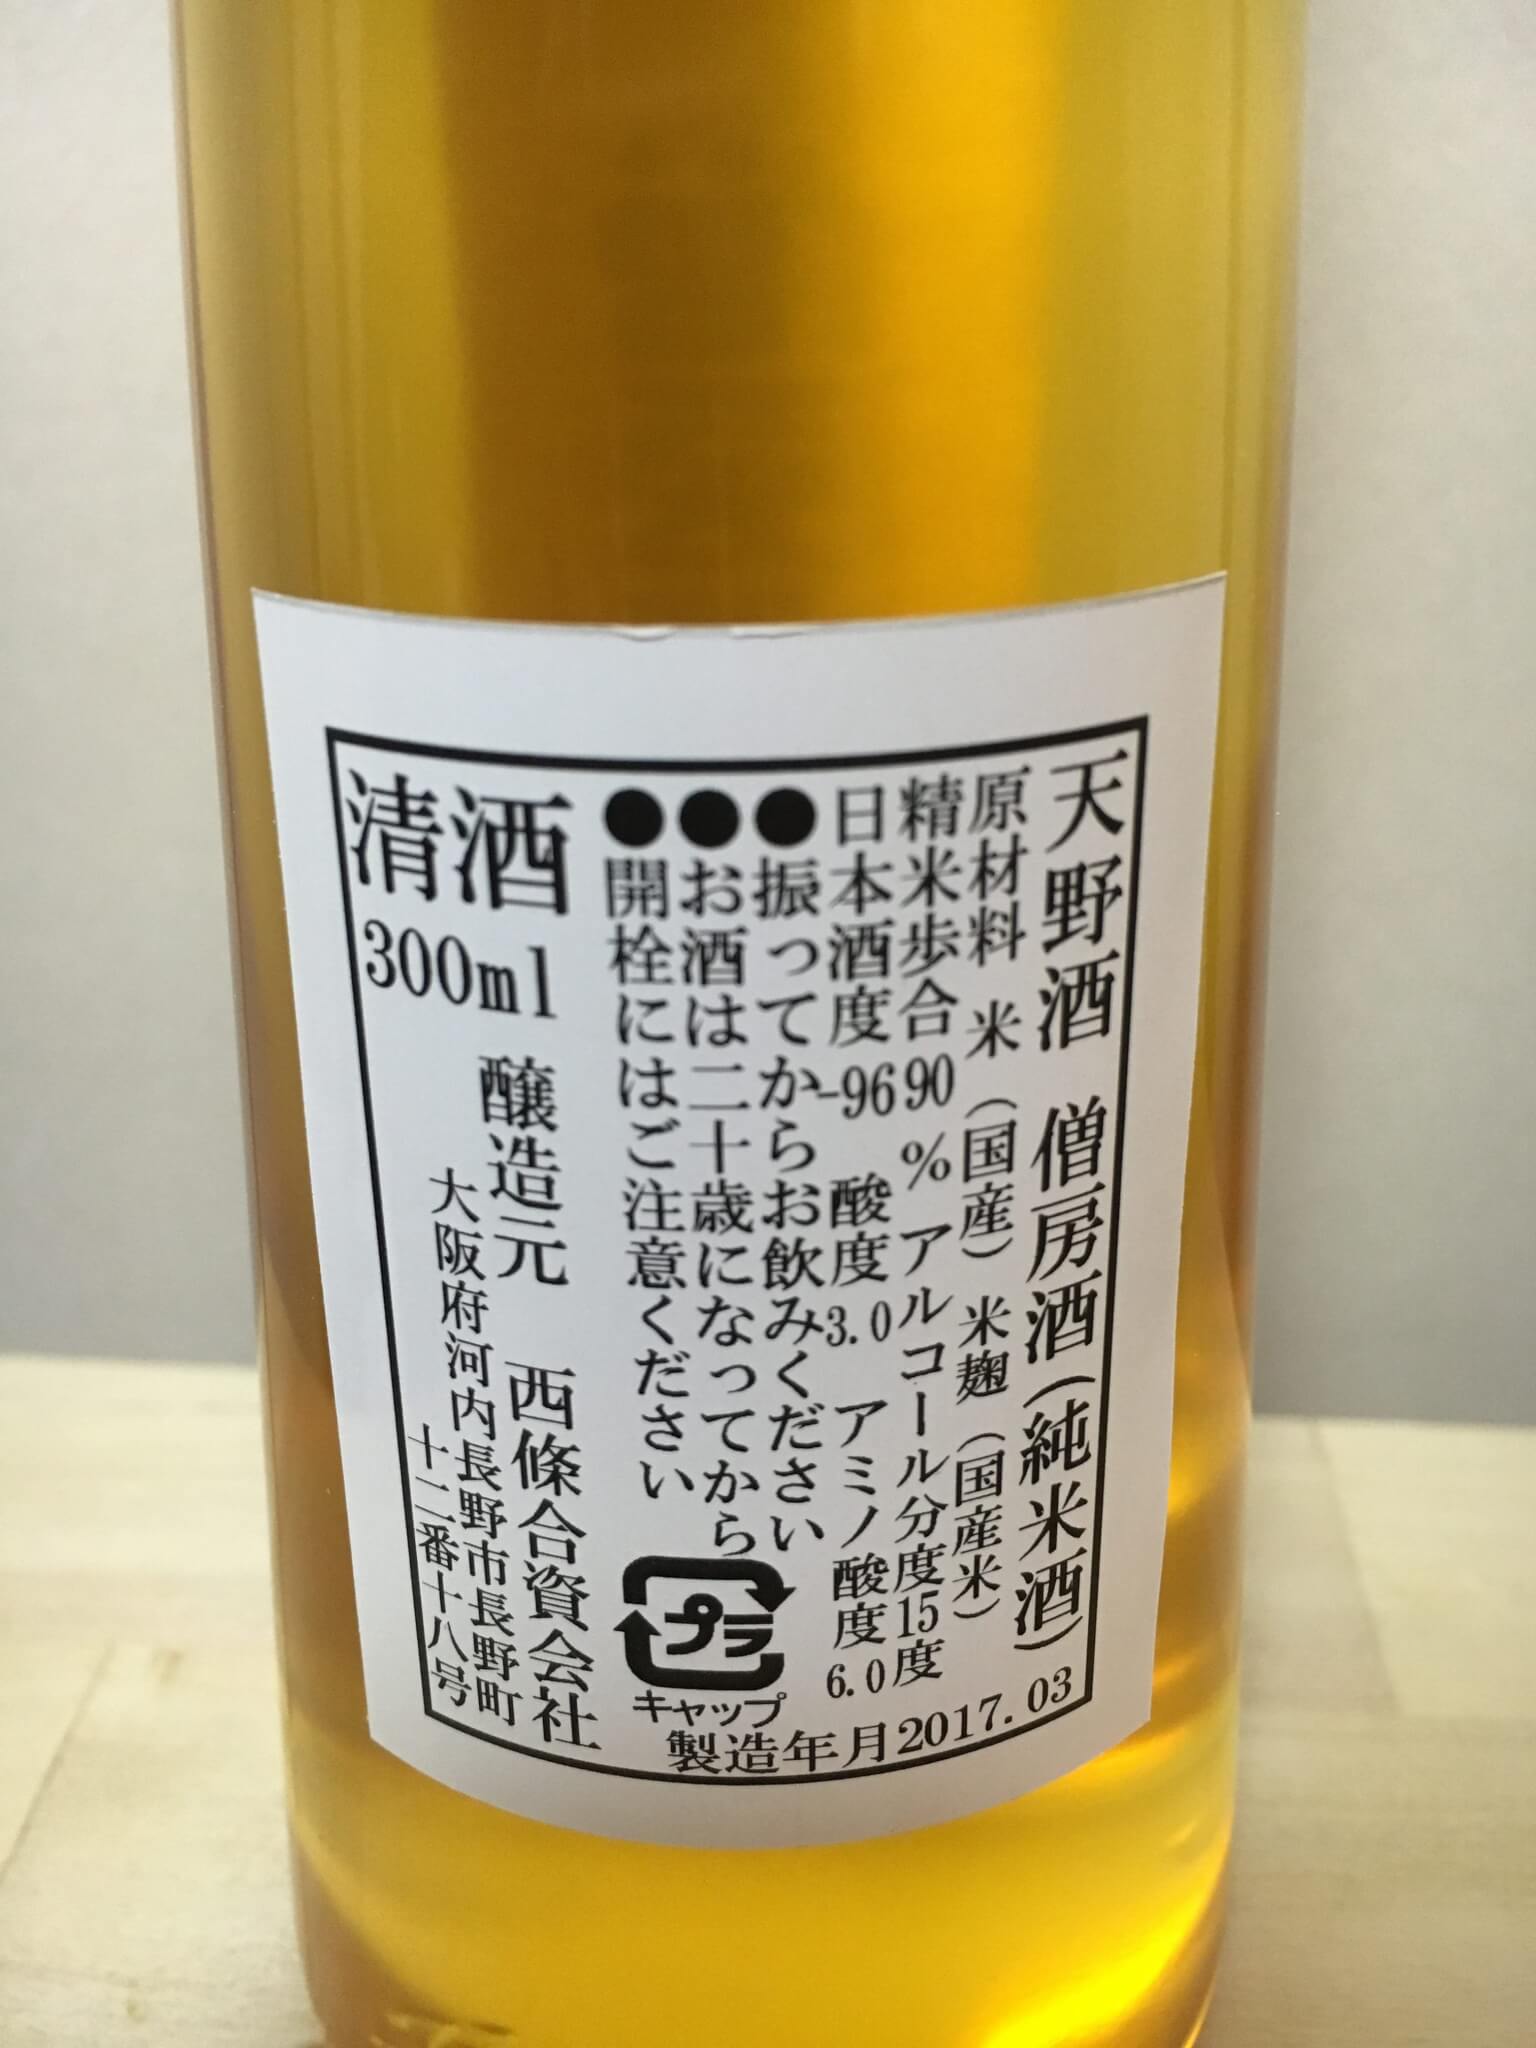 天野酒 僧房酒(純米酒)
原材料 米(国産) 米麹(国産米)
精米歩合90% アルコール分度15度
日本酒度-96 酸度3.0 アミノ酸度6.0
●振ってからお飲みください
●お酒は二十歳になってから
●開栓にはご注意ください
清酒
300ml
醸造元 西條合資会社
大阪府河内長野市長野町
十二番十八号
プラ
キャップ
製造年月2017.03